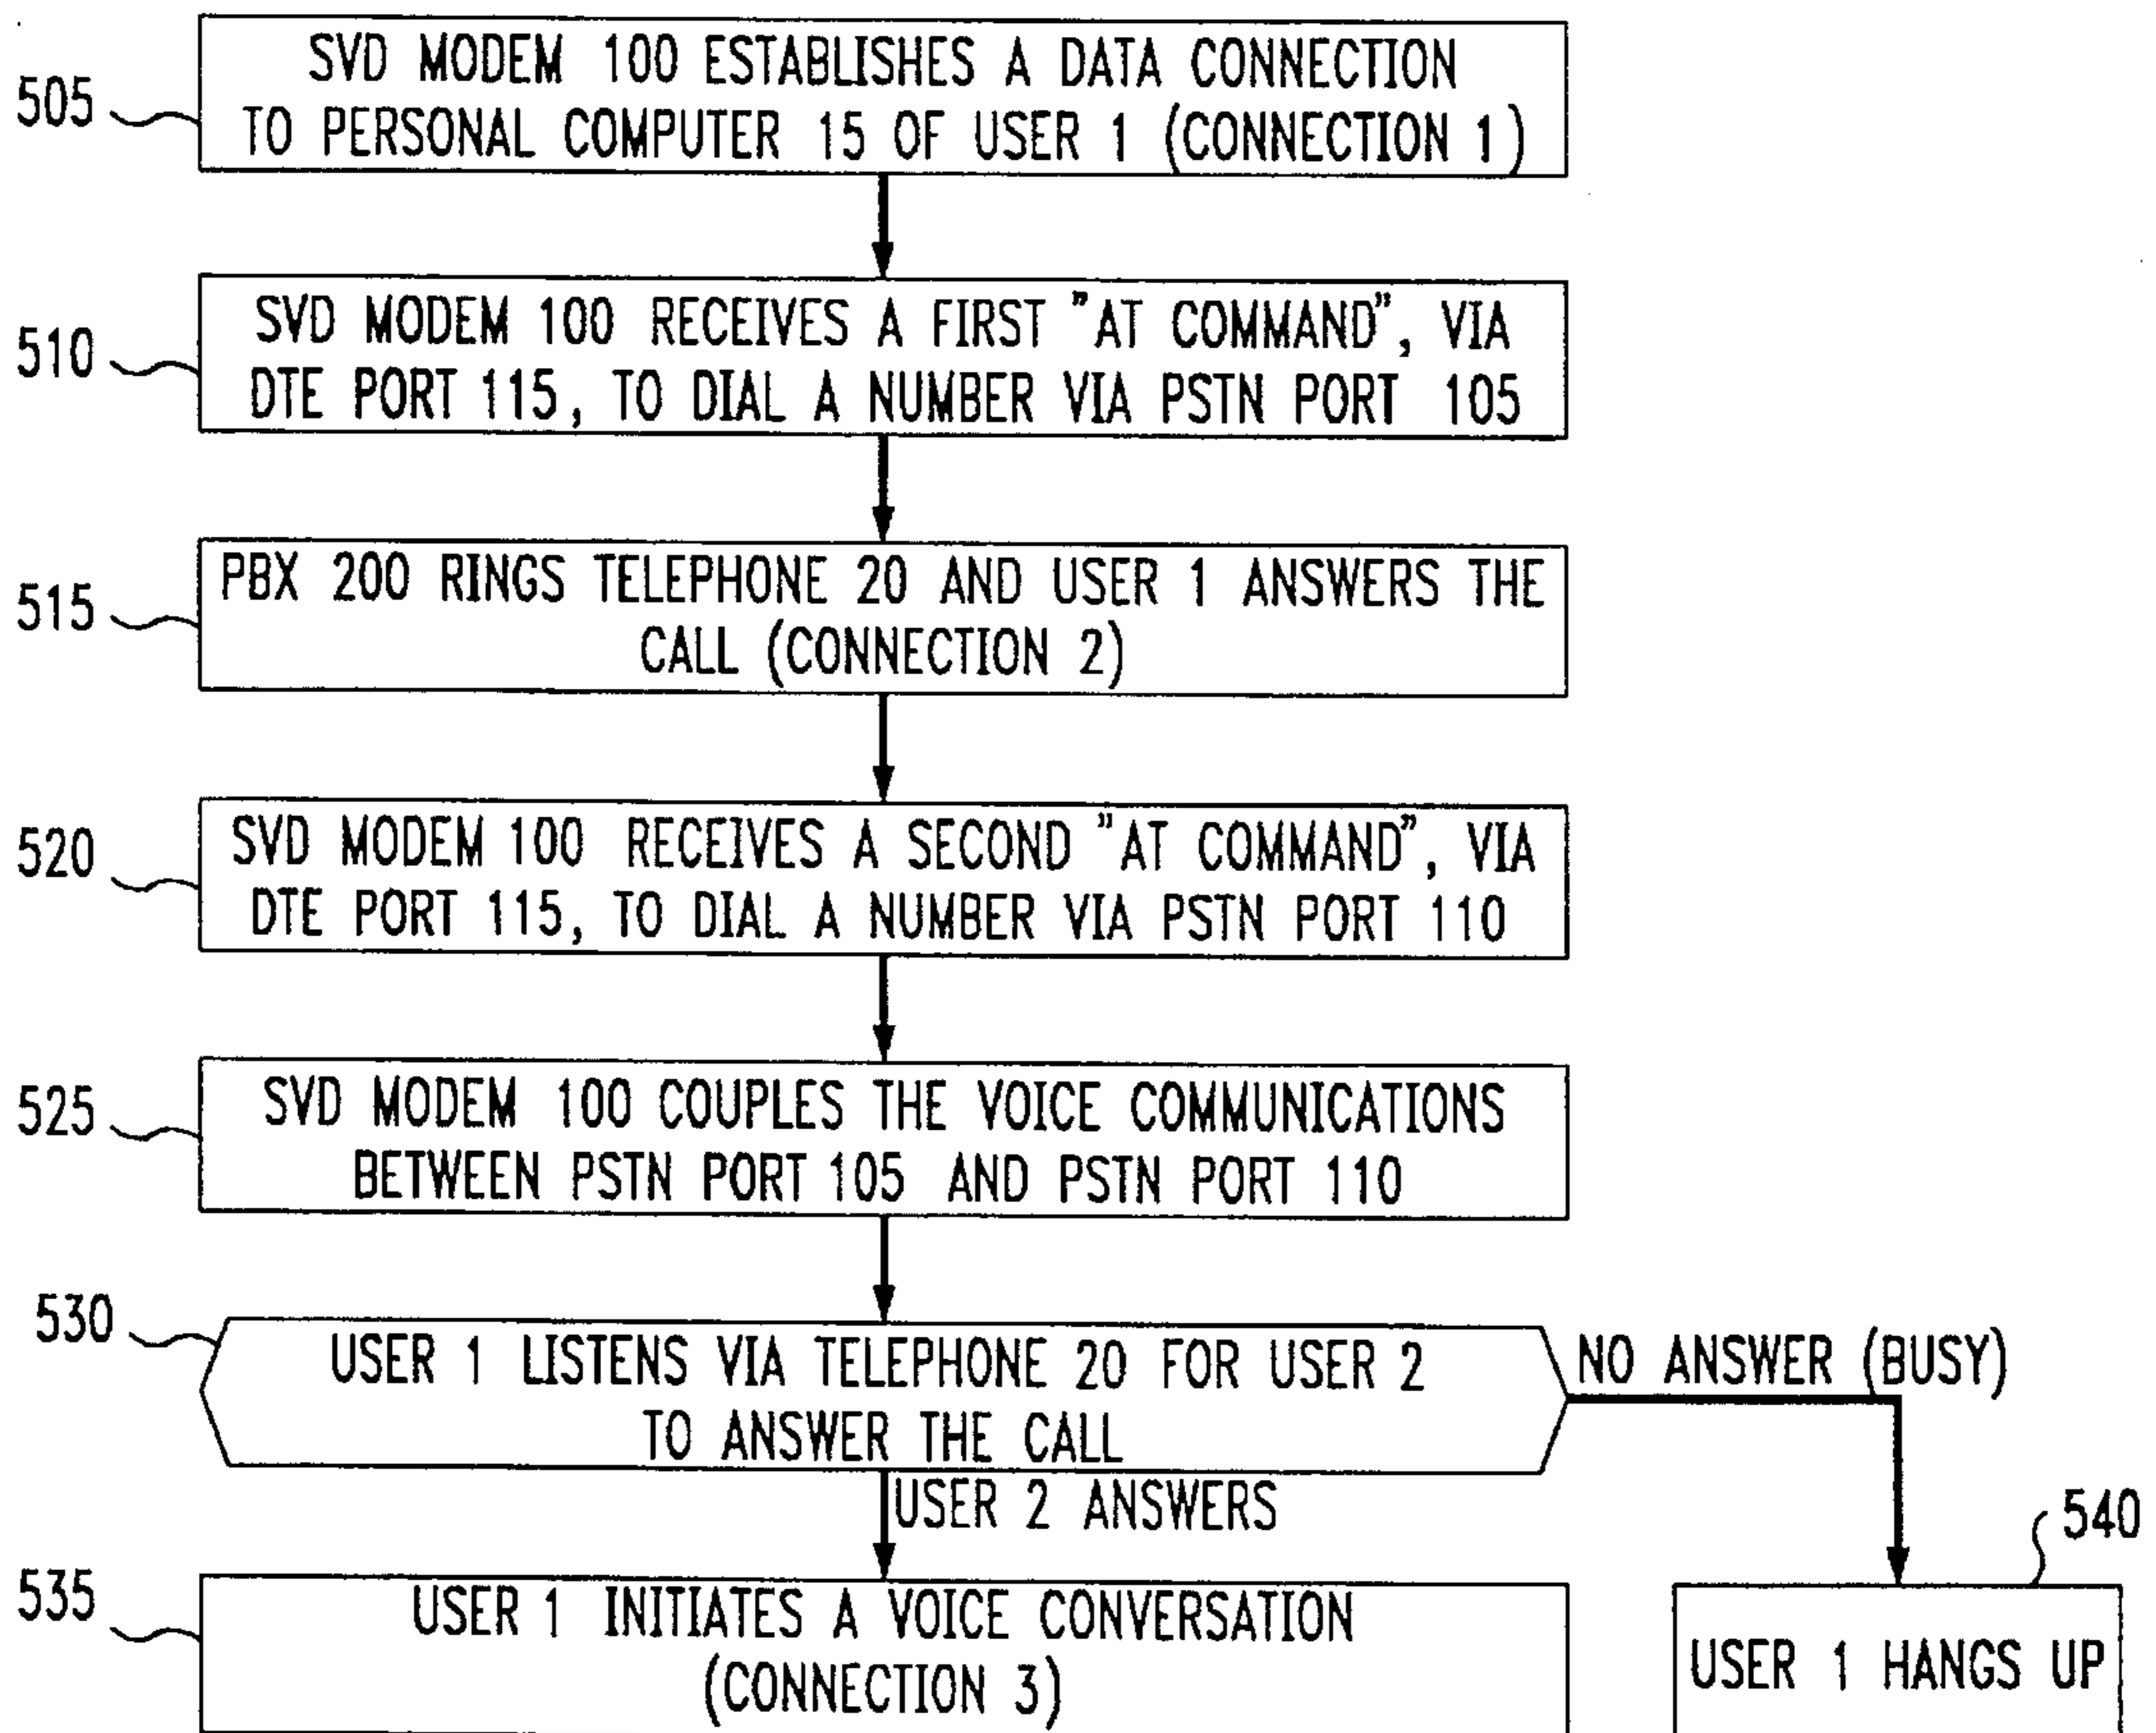 505
SVD MODEM 100 ESTABLISHES A DATA CONNECTION
TO PERSONAL COMPUTER 15 OF USER 1 (CONNECTION 1)
510
SVD MODEM 100 RECEIVES A FIRST "AT COMMAND", VIA
DTE PORT 115, TO DIAL A NUMBER VIA PSTN PORT 105
515
PBX 200 RINGS TELEPHONE 20 AND USER 1 ANSWERS THE
CALL (CONNECTION 2)
520
SVD MODEM 100 RECEIVES A SECOND "AT COMMAND", VIA
DTE PORT 115, TO DIAL A NUMBER VIA PSTN PORT 110
525
SVD MODEM 100 COUPLES THE VOICE COMMUNICATIONS
BETWEEN PSTN PORT 105 AND PSTN PORT 110
530
USER 1 LISTENS VIA TELEPHONE 20 FOR USER 2
TO ANSWER THE CALL
NO ANSWER (BUSY)
USER 2 ANSWERS
535
USER 1 INITIATES A VOICE CONVERSATION
(CONNECTION 3)
540
USER 1 HANGS UP